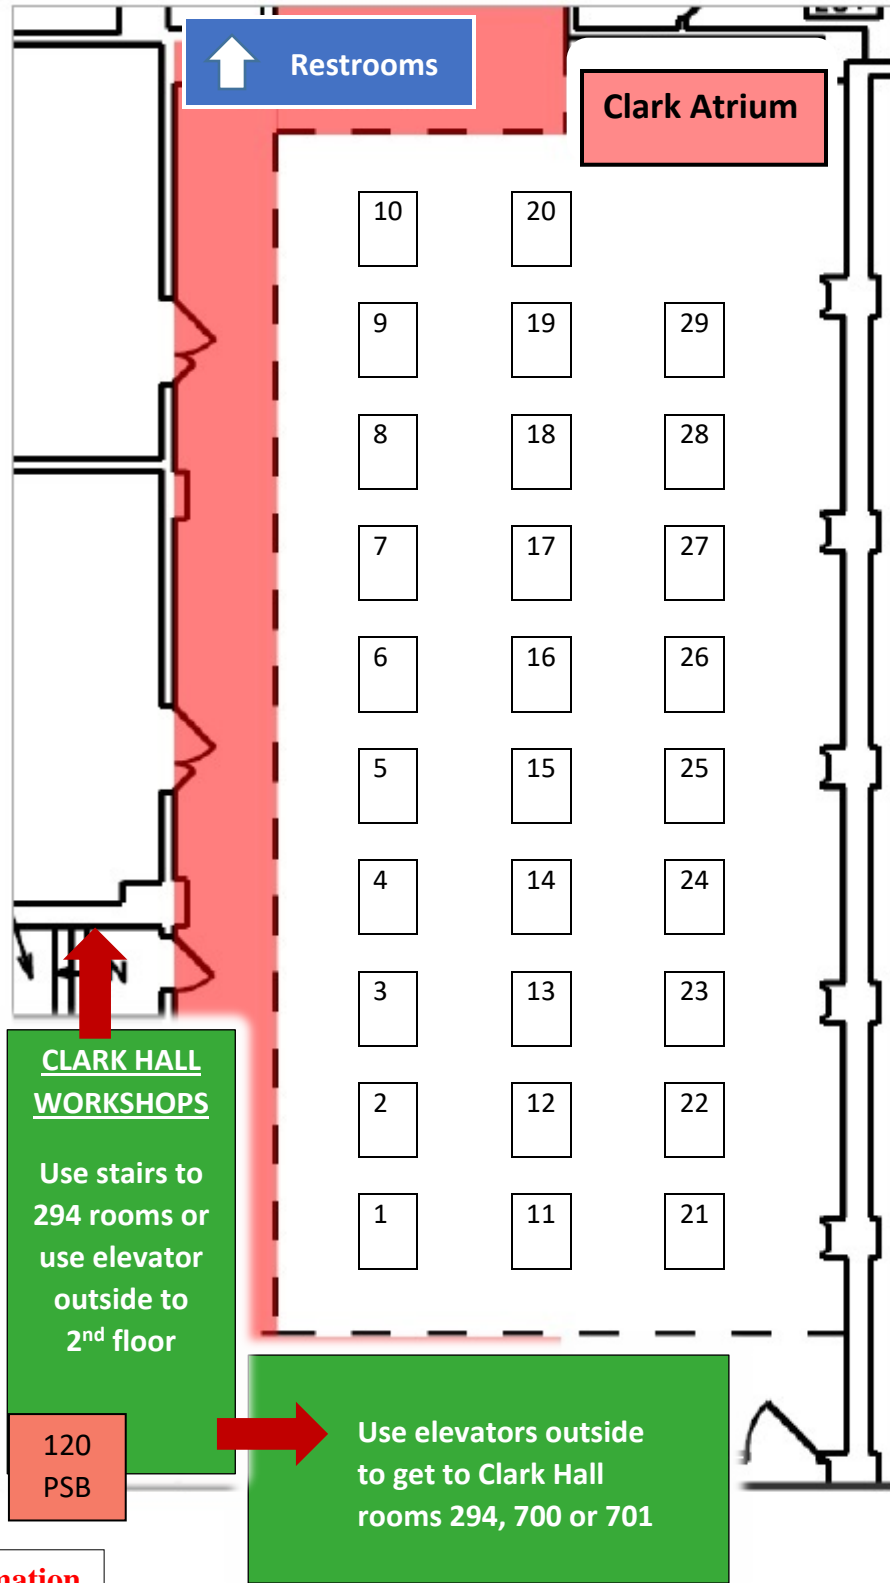 Restrooms
Clark Atrium
10 20
9 19 29
8 18 28
7 17 27
6 16 26
5 15 25
4 14 24
3 13 23
2 12 22
1 11 21
N
CLARK HALL
WORKSHOPS
Use stairs to
294 rooms or
use elevator
outside to
2nd floor
120
PSB
Use elevators outside
to get to Clark Hall
rooms 294, 700 or 701